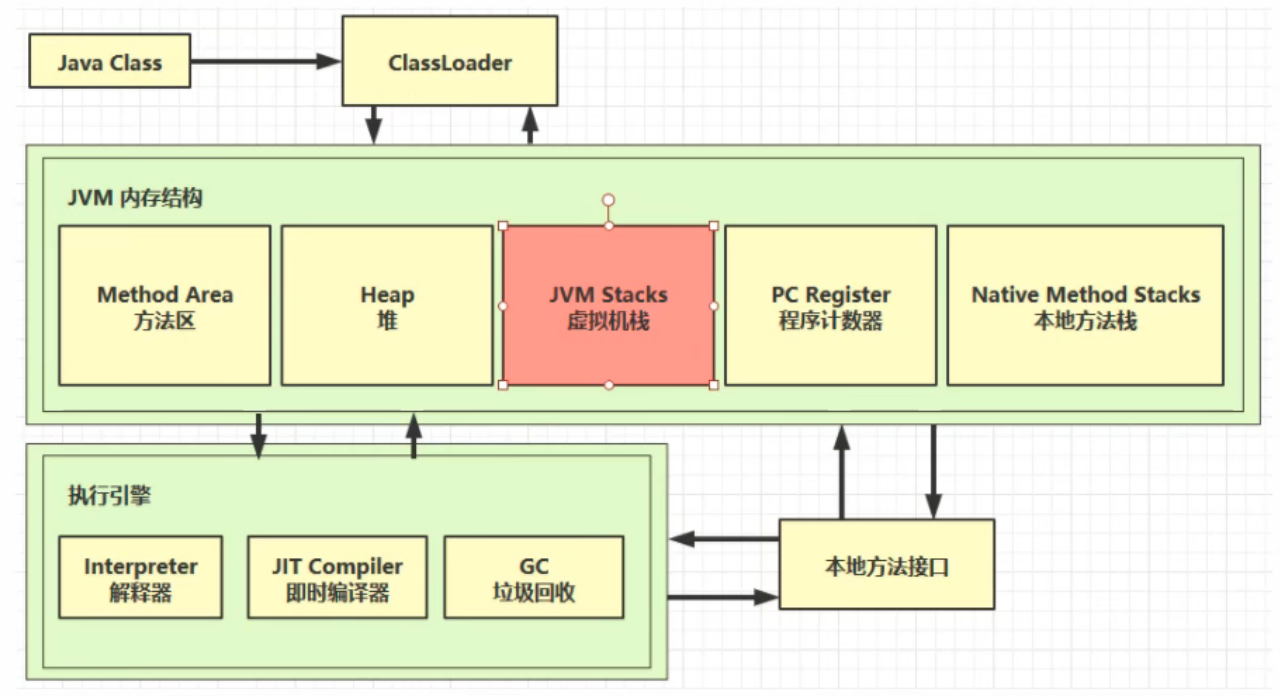 Java Class
ClassLoader
JVM 内存结构
Method Area
方法区
Heap
堆
JVM Stacks
虚拟机栈
PC Register
程序计数器
Native Method Stacks
本地方法栈
执行引擎
Interpreter
解释器
JIT Compiler
即时编译器
GC
垃圾回收
本地方法接口